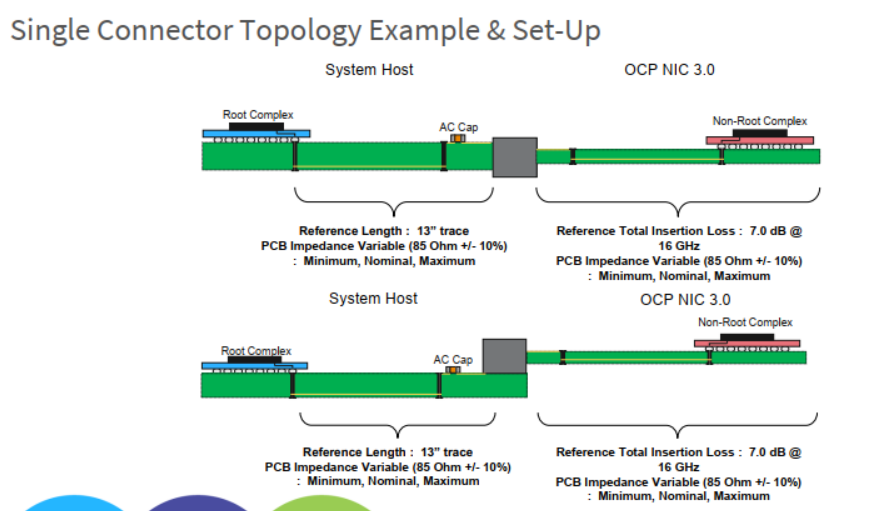 Single Connector Topology Example & Set-Up
System Host
OCP NIC 3.0
Root Complex
AC Cap
Non-Root Complex
Reference Length : 13” trace
PCB Impedance Variable (85 Ohm +/- 10%)
: Minimum, Nominal, Maximum
Reference Total Insertion Loss : 7.0 dB @
16 GHz
PCB Impedance Variable (85 Ohm +/- 10%)
: Minimum, Nominal, Maximum
System Host
OCP NIC 3.0
Root Complex
AC Cap
Non-Root Complex
Reference Length : 13” trace
PCB Impedance Variable (85 Ohm +/- 10%)
: Minimum, Nominal, Maximum
Reference Total Insertion Loss : 7.0 dB @
16 GHz
PCB Impedance Variable (85 Ohm +/- 10%)
: Minimum, Nominal, Maximum